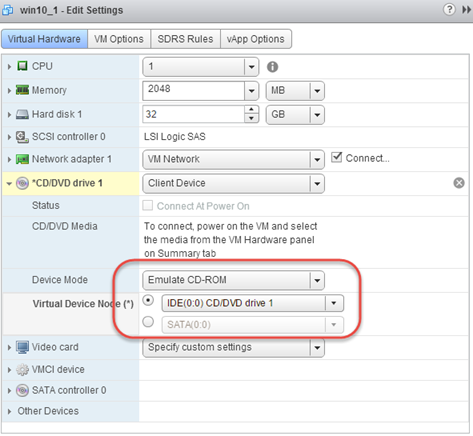 win10_1 - Edit Settings
Virtual Hardware VM Options SDRS Rules vApp Options
CPU 1
Memory 2048 MB
Hard disk 1 32 GB
SCSI controller 0 LSI Logic SAS
Network adapter 1 VM Network Connect...
*CD/DVD drive 1 Client Device
Status Connect At Power On
CD/DVD Media To connect, power on the VM and select
the media from the VM Hardware panel
on Summary tab
Device Mode Emulate CD-ROM
Virtual Device Node (*) IDE(0:0) CD/DVD drive 1
SATA(0:0)
Video card Specify custom settings
VMCI device
SATA controller 0
Other Devices